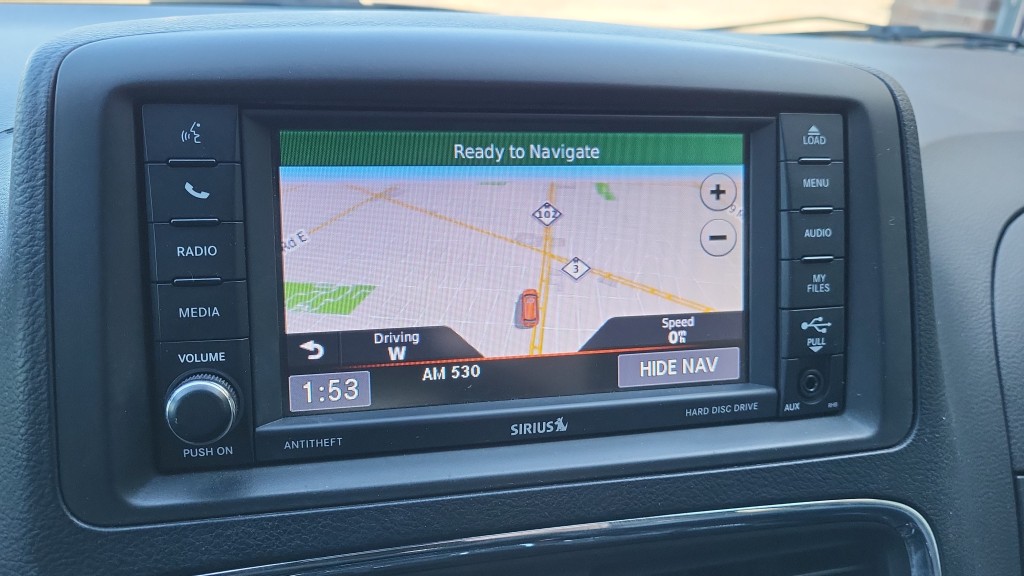 RADIO
MEDIA
VOLUME
PUSH ON
Ready to Navigate
102
3
Driving
W
Speed
0
1:53
AM 530
HIDE NAV
ANTITHEFT
SIRIUS
HARD DISC DRIVE
LOAD
MENU
AUDIO
MY
FILES
PULL
AUX